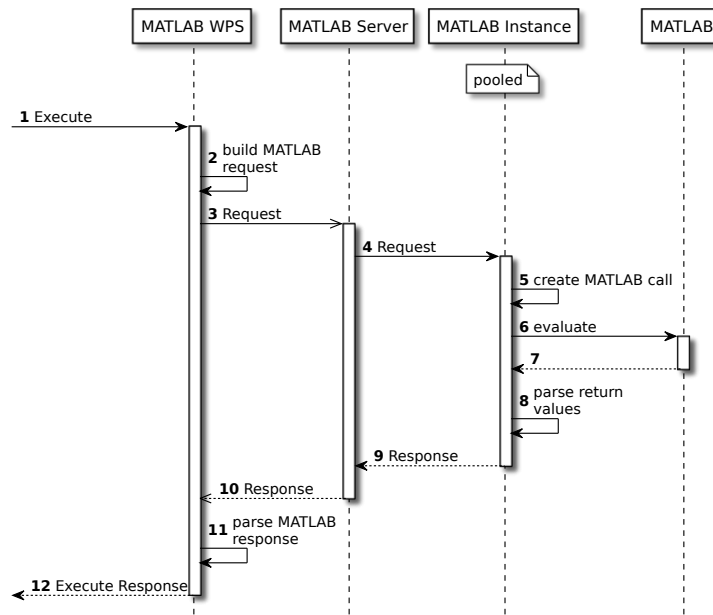 MATLAB WPS
MATLAB Server
MATLAB Instance
MATLAB
pooled
1 Execute
2 build MATLAB
request
3 Request
4 Request
5 create MATLAB call
6 evaluate
7
8 parse return
values
9 Response
10 Response
11 parse MATLAB
response
12 Execute Response